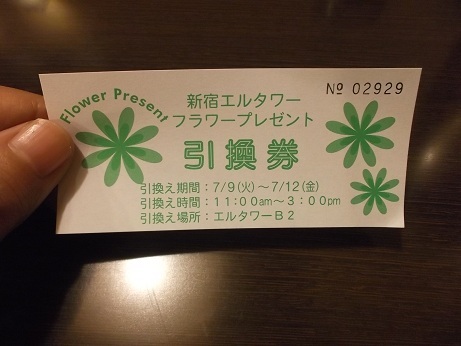 Flower Present
№ 02929
新宿エルタワー
フラワープレゼント
引換券
引換え期間：7/9(火)～7/12(金)
引換え時間：11:00am～3:00pm
引換え場所：エルタワーB2